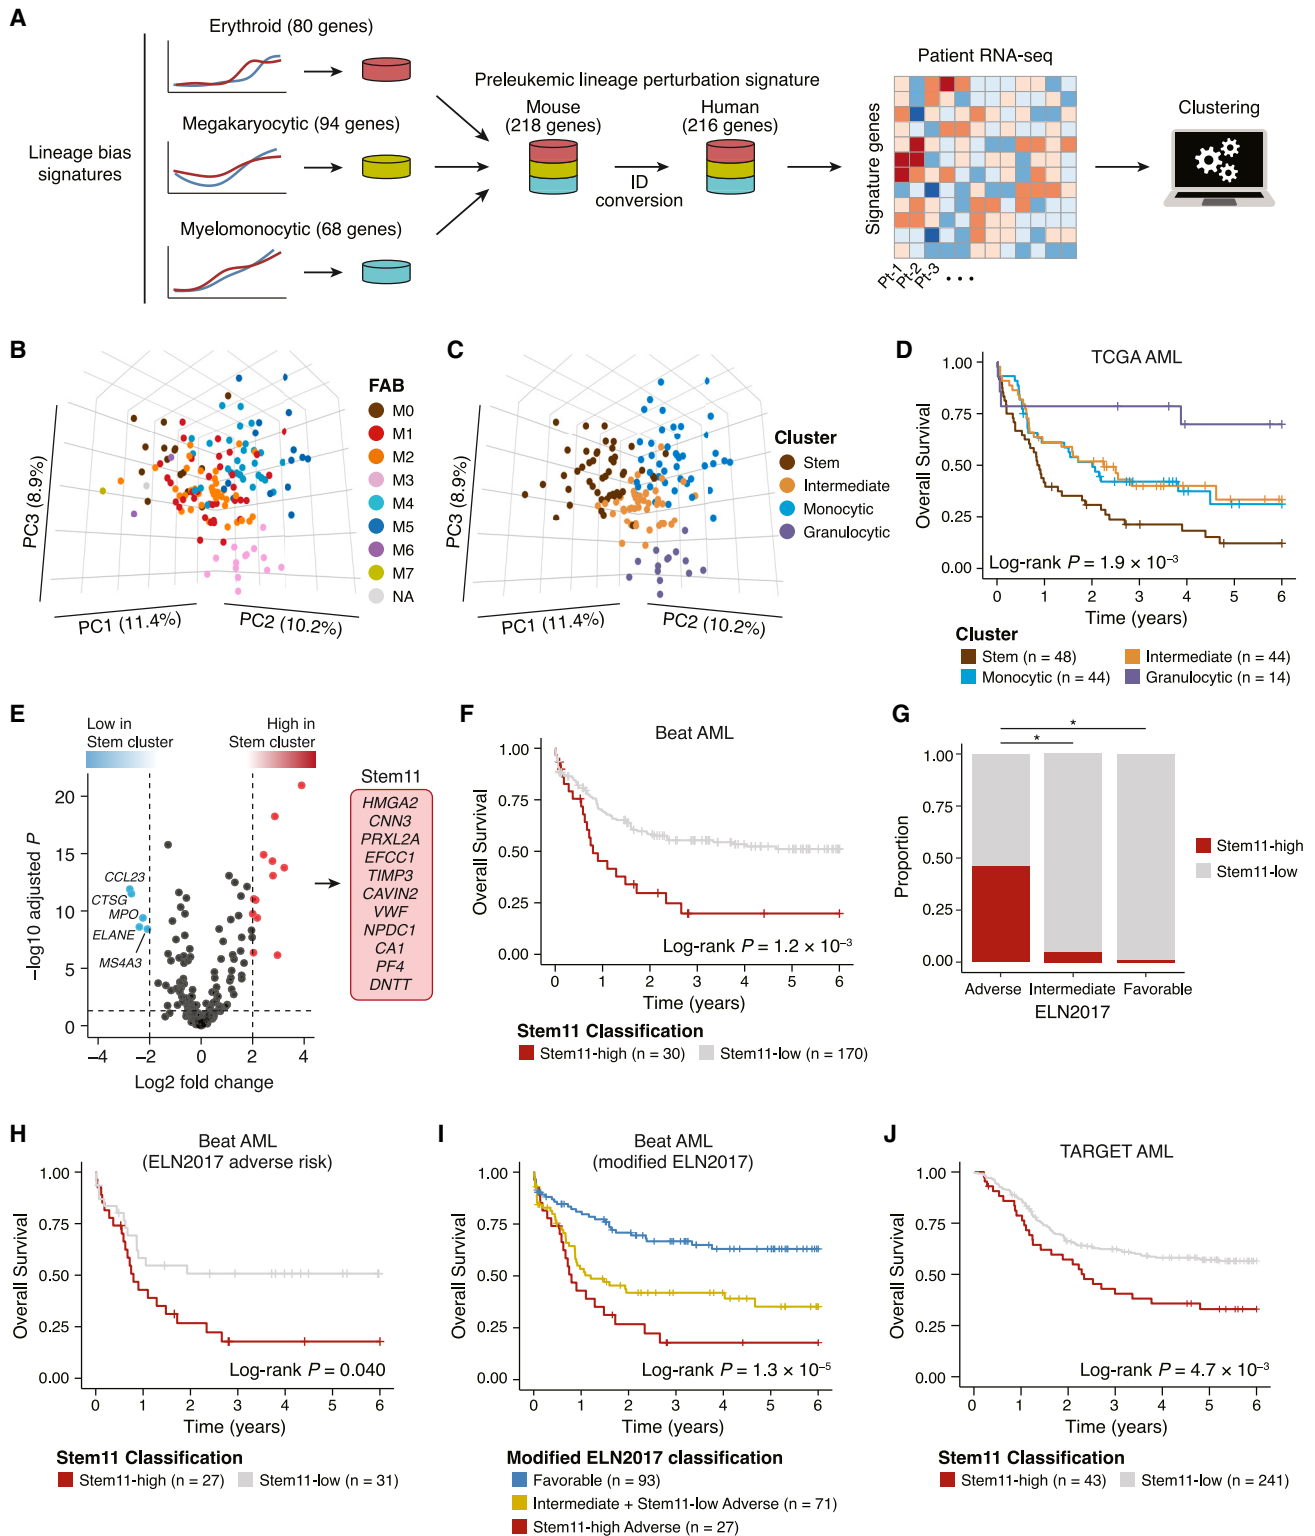 A
Erythroid (80 genes)
Megakaryocytic (94 genes)
Lineage bias
signatures
Myelomonocytic (68 genes)
Preleukemic lineage perturbation signature
Mouse
(218 genes)
Human
(216 genes)
ID
conversion
Patient RNA-seq
Signature genes
Pt-1
Pt-2
Pt-3
...
Clustering
B
PC3 (8.9%)
PC1 (11.4%)
PC2 (10.2%)
FAB
M0
M1
M2
M3
M4
M5
M6
M7
NA
C
PC3 (8.9%)
PC1 (11.4%)
PC2 (10.2%)
Cluster
Stem
Intermediate
Monocytic
Granulocytic
D
TCGA AML
Overall Survival
1.00
0.75
0.50
0.25
0.00
Log-rank P = 1.9 × 10⁻³
0 1 2 3 4 5 6
Time (years)
Cluster
Stem (n = 48)
Intermediate (n = 44)
Monocytic (n = 44)
Granulocytic (n = 14)
E
Low in
Stem cluster
High in
Stem cluster
−log10 adjusted P
20
15
10
5
0
CCL23
CTSG
MPO
ELANE
MS4A3
−4 −2 0 2 4
Log2 fold change
Stem11
HMGA2
CNN3
PRXL2A
EFCC1
TIMP3
CAVIN2
VWF
NPDC1
CA1
PF4
DNTT
F
Beat AML
Overall Survival
1.00
0.75
0.50
0.25
0.00
Log-rank P = 1.2 × 10⁻³
0 1 2 3 4 5 6
Time (years)
Stem11 Classification
Stem11-high (n = 30)
Stem11-low (n = 170)
G
*
*
Proportion
1.00
0.75
0.50
0.25
0.00
Adverse Intermediate Favorable
ELN2017
Stem11-high
Stem11-low
H
Beat AML
(ELN2017 adverse risk)
Overall Survival
1.00
0.75
0.50
0.25
0.00
Log-rank P = 0.040
0 1 2 3 4 5 6
Time (years)
Stem11 Classification
Stem11-high (n = 27)
Stem11-low (n = 31)
I
Beat AML
(modified ELN2017)
Overall Survival
1.00
0.75
0.50
0.25
0.00
Log-rank P = 1.3 × 10⁻⁵
0 1 2 3 4 5 6
Time (years)
Modified ELN2017 classification
Favorable (n = 93)
Intermediate + Stem11-low Adverse (n = 71)
Stem11-high Adverse (n = 27)
J
TARGET AML
Overall Survival
1.00
0.75
0.50
0.25
0.00
Log-rank P = 4.7 × 10⁻³
0 1 2 3 4 5 6
Time (years)
Stem11 Classification
Stem11-high (n = 43)
Stem11-low (n = 241)